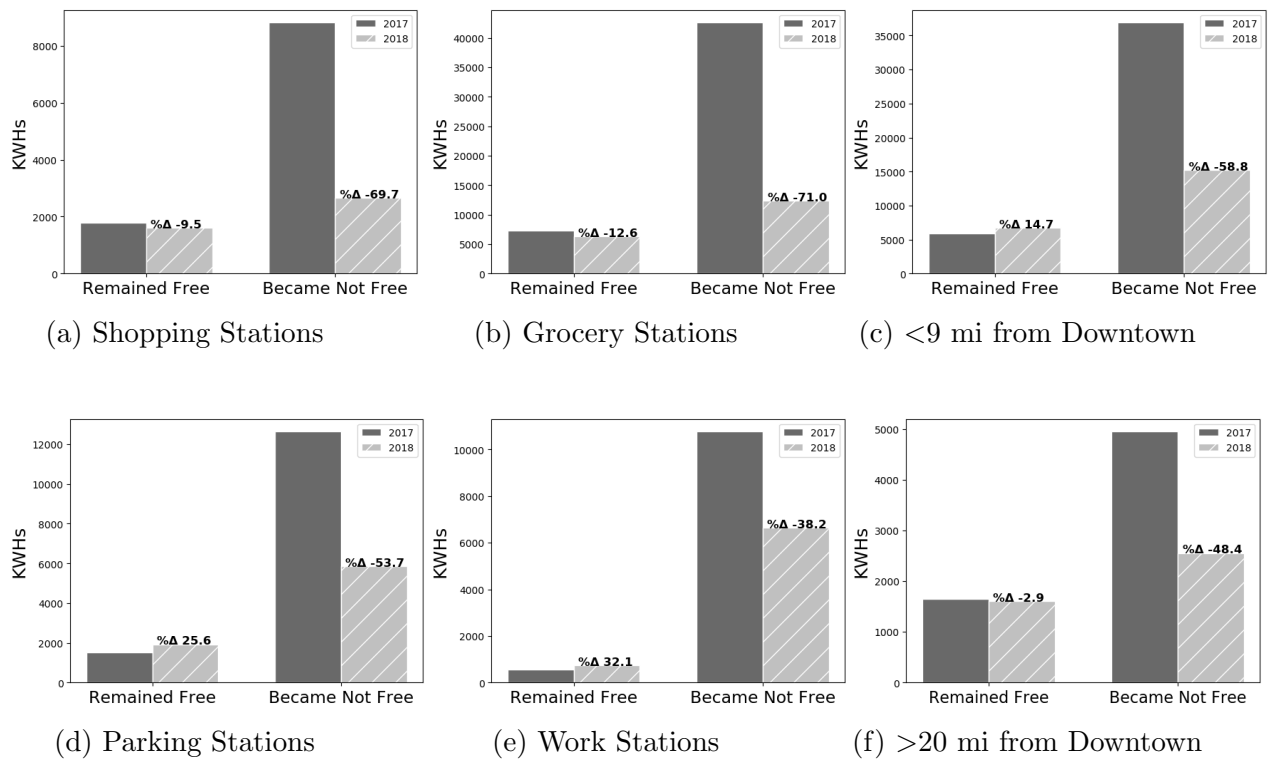 KWHs
8000
6000
4000
2000
0
2017
2018
%Δ -9.5
%Δ -69.7
Remained Free
Became Not Free
(a) Shopping Stations
KWHs
40000
35000
30000
25000
20000
15000
10000
5000
0
2017
2018
%Δ -12.6
%Δ -71.0
Remained Free
Became Not Free
(b) Grocery Stations
KWHs
35000
30000
25000
20000
15000
10000
5000
0
2017
2018
%Δ 14.7
%Δ -58.8
Remained Free
Became Not Free
(c) <9 mi from Downtown
KWHs
12000
10000
8000
6000
4000
2000
0
2017
2018
%Δ 25.6
%Δ -53.7
Remained Free
Became Not Free
(d) Parking Stations
KWHs
10000
8000
6000
4000
2000
0
2017
2018
%Δ 32.1
%Δ -38.2
Remained Free
Became Not Free
(e) Work Stations
KWHs
5000
4000
3000
2000
1000
0
2017
2018
%Δ -2.9
%Δ -48.4
Remained Free
Became Not Free
(f) >20 mi from Downtown